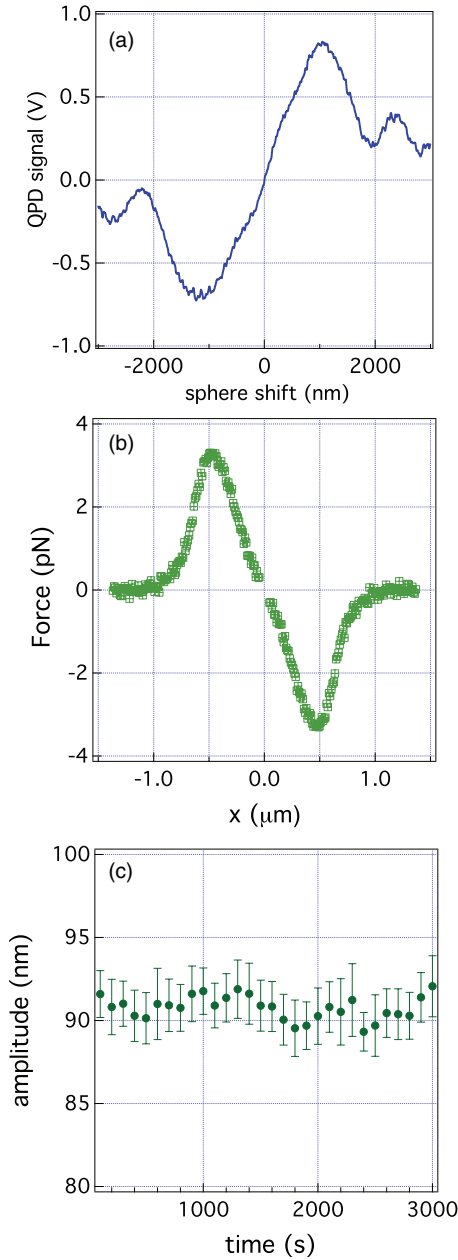 (a)
QPD signal (V)
1.0
0.5
0.0
-0.5
-1.0
-2000 0 2000
sphere shift (nm)
(b)
Force (pN)
4
2
0
-2
-4
-1.0 0.0 1.0
x (μm)
(c)
amplitude (nm)
100
95
90
85
80
1000 2000 3000
time (s)